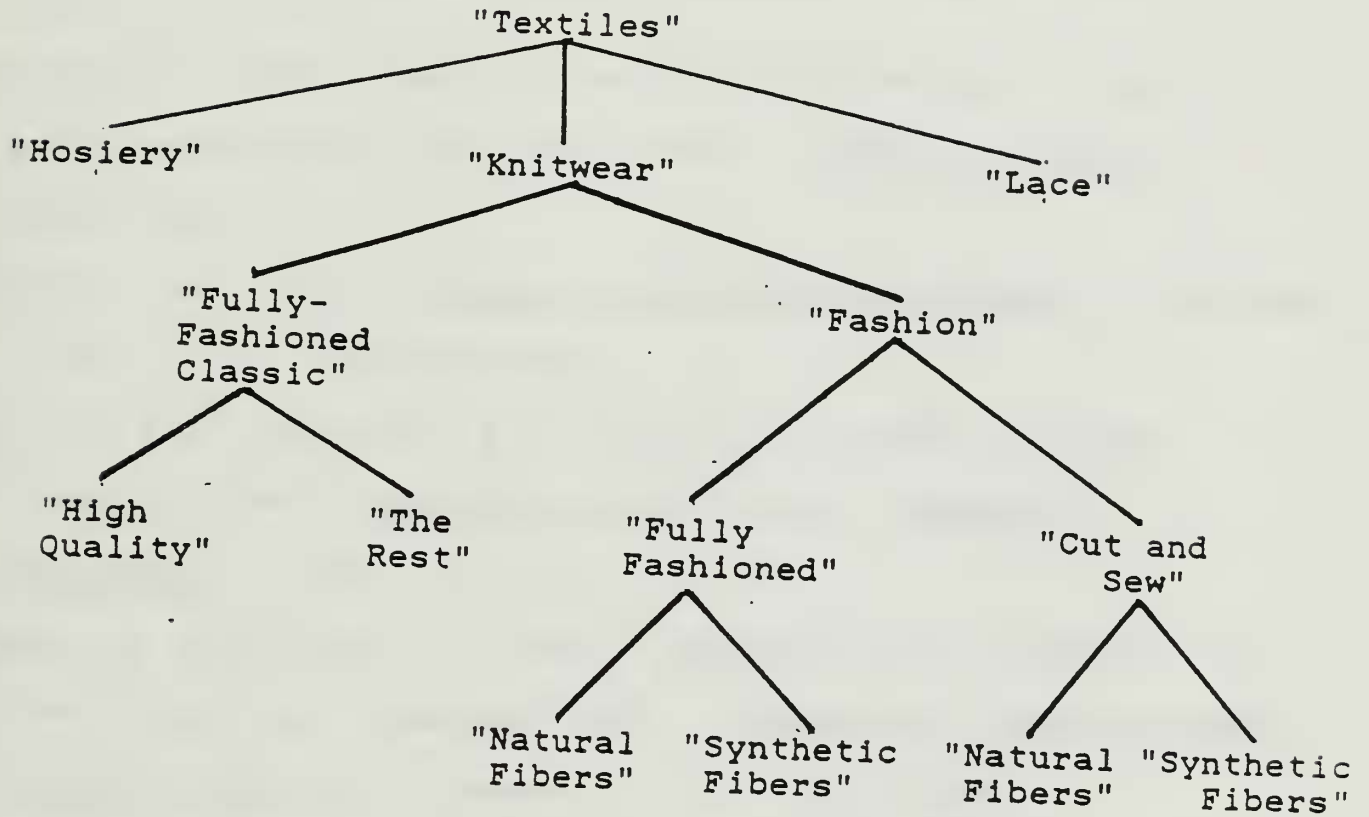 "Textiles"
"Hosiery"
"Knitwear"
"Lace"
"Fully-
Fashioned
Classic"
"Fashion"
"High
Quality"
"The
Rest"
"Fully
Fashioned"
"Cut and
Sew"
"Natural
Fibers"
"Synthetic
Fibers"
"Natural
Fibers"
"Synthetic
Fibers"